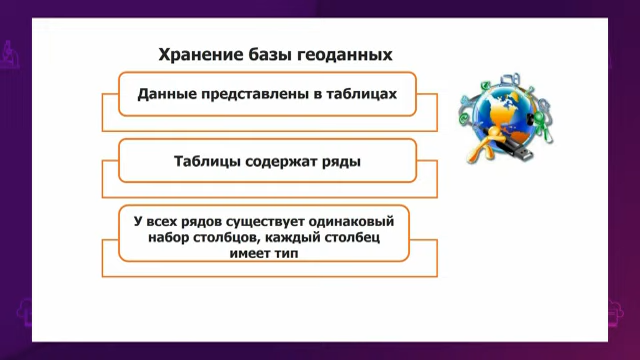 Хранение базы геоданных
Данные представлены в таблицах
Таблицы содержат ряды
У всех рядов существует одинаковый
набор столбцов, каждый столбец
имеет тип